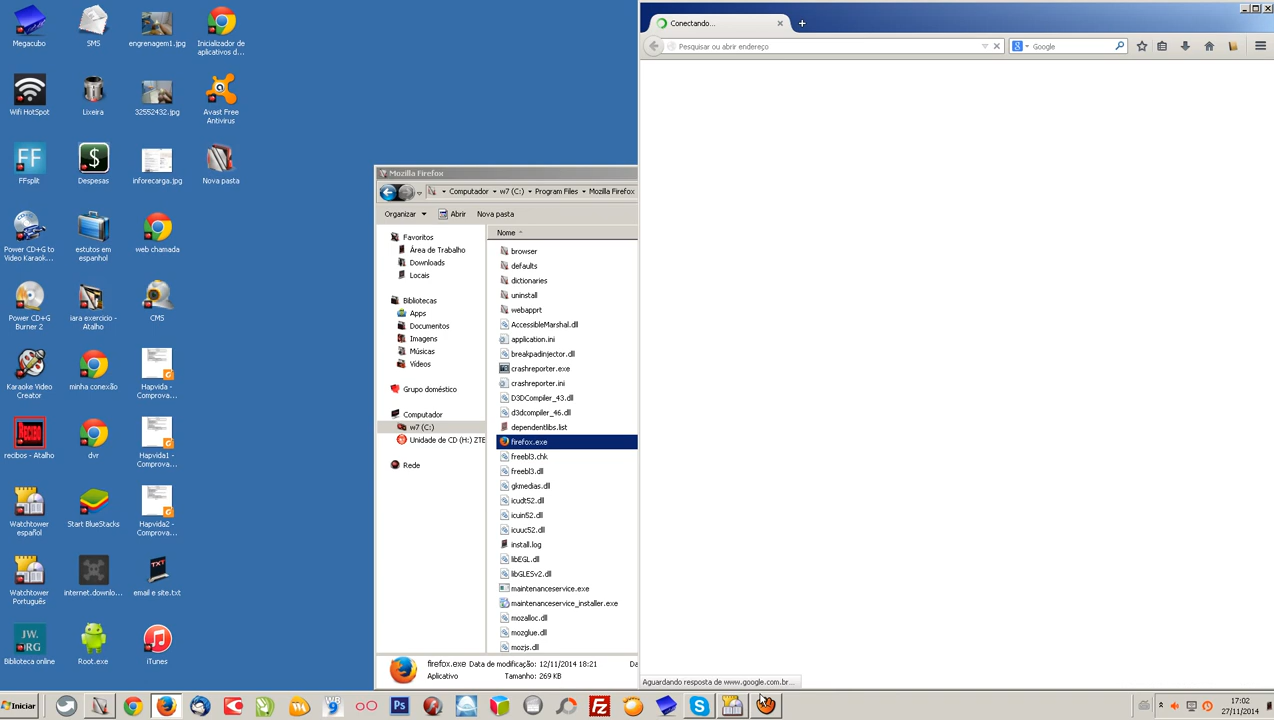 Megacubo
SMS
engrenagem1.jpg
Inicializador de
aplicativos d...
Wifi HotSpot
Lixeira
32552432.jpg
Avast Free
Antivirus
FF
FFsplit
$
Despesas
inforecarga.jpg
Nova pasta
Power CD+G to
Video Karaok...
estutos em
espanhol
web chamada
Power CD+G
Burner 2
iara exercicio -
Atalho
CMS
Karaoke Video
Creator
minha conexão
Hapvida -
Comprova...
RECIBO
recibos - Atalho
dvr
Hapvida1 -
Comprova...
Watchtower
español
Start BlueStacks
Hapvida2 -
Comprova...
Watchtower
Português
internet.downlo...
TXT
email e site.txt
JW.
ORG
Biblioteca online
Root.exe
iTunes
Mozilla Firefox
Computador
w7 (C:)
Program Files
Mozilla Firefox
Organizar
Abrir
Nova pasta
Favoritos
Área de Trabalho
Downloads
Locais
Bibliotecas
Apps
Documentos
Imagens
Músicas
Vídeos
Grupo doméstico
Computador
w7 (C:)
Unidade de CD (H:) ZTE
Rede
Nome
browser
defaults
dictionaries
uninstall
webapprt
AccessibleMarshal.dll
application.ini
breakpadinjector.dll
crashreporter.exe
crashreporter.ini
D3DCompiler_43.dll
d3dcompiler_46.dll
dependentlibs.list
firefox.exe
freebl3.chk
freebl3.dll
gkmedias.dll
icudt52.dll
icuin52.dll
icuuc52.dll
install.log
libEGL.dll
libGLESv2.dll
maintenanceservice.exe
maintenanceservice_installer.exe
mozalloc.dll
mozglue.dll
mozjs.dll
firefox.exe Data de modificação: 12/11/2014 18:21 Da
Aplicativo Tamanho: 269 KB
Conectando...
Pesquisar ou abrir endereço
Google
Aguardando resposta de www.google.com.br...
Iniciar
Ps
17:02
27/11/2014